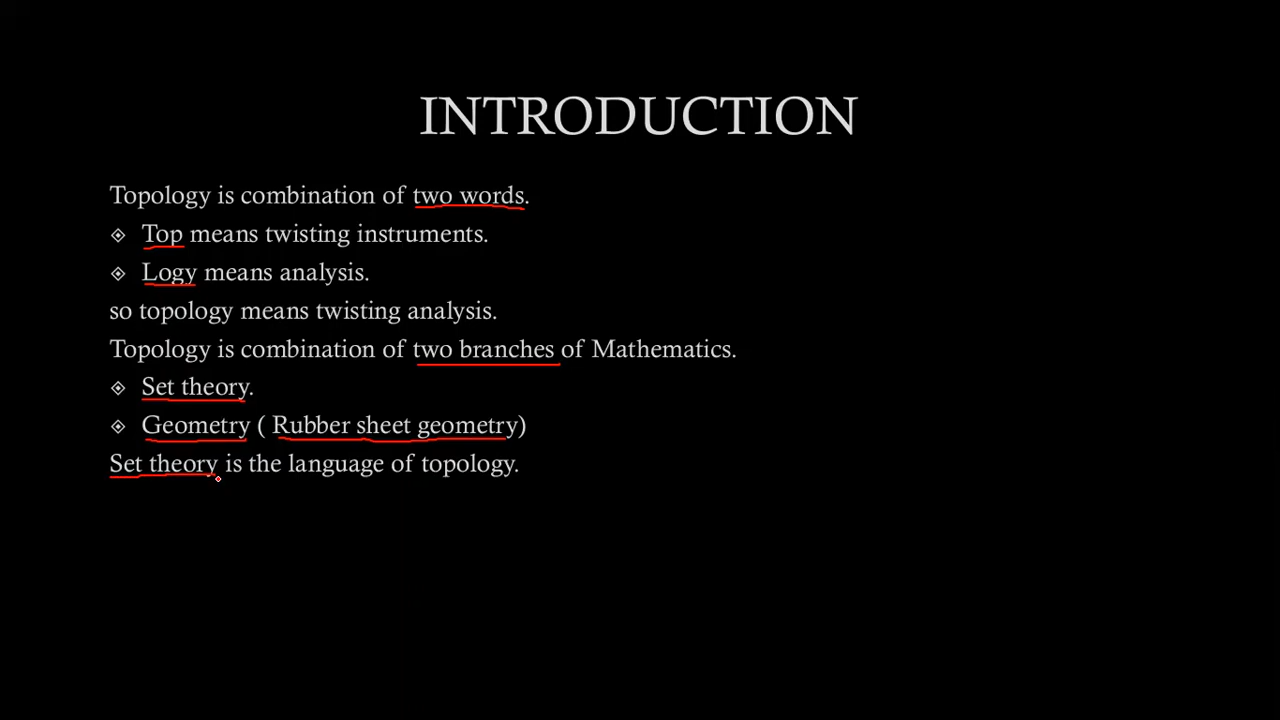 INTRODUCTION
Topology is combination of two words.
Top means twisting instruments.
Logy means analysis.
so topology means twisting analysis.
Topology is combination of two branches of Mathematics.
Set theory.
Geometry ( Rubber sheet geometry)
Set theory is the language of topology.